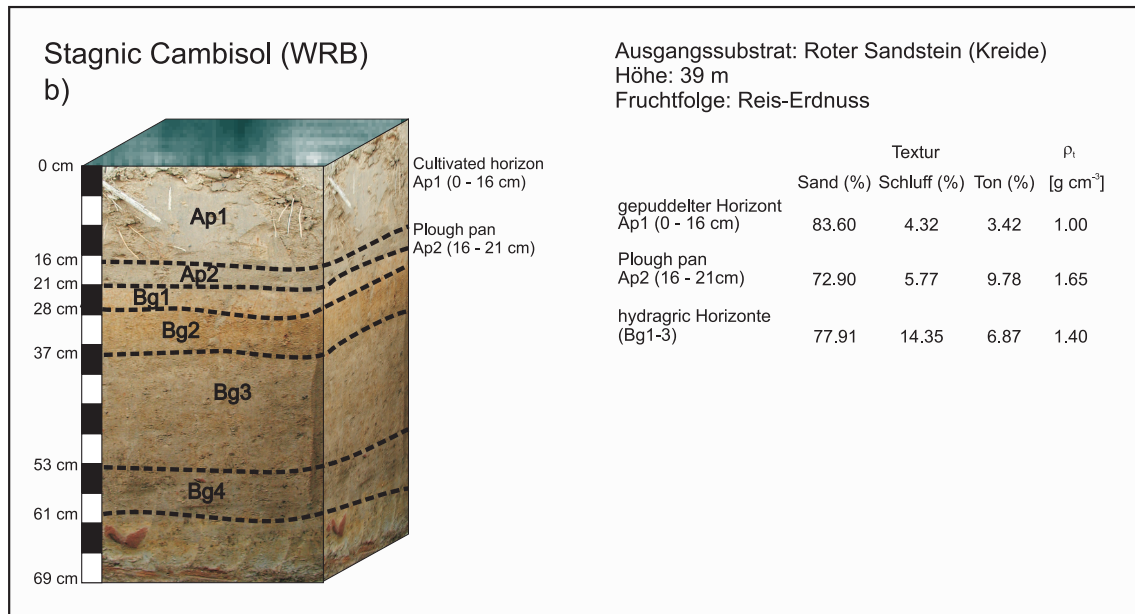 Stagnic Cambisol (WRB)
b)
Ausgangssubstrat: Roter Sandstein (Kreide)
Höhe: 39 m
Fruchtfolge: Reis-Erdnuss
0 cm
16 cm
21 cm
28 cm
37 cm
53 cm
61 cm
69 cm
Ap1
Ap2
Bg1
Bg2
Bg3
Bg4
Cultivated horizon
Ap1 (0 - 16 cm)
Plough pan
Ap2 (16 - 21 cm)
Textur ρt
Sand (%) Schluff (%) Ton (%) [g cm-3]
gepuddelter Horizont
Ap1 (0 - 16 cm) 83.60 4.32 3.42 1.00
Plough pan
Ap2 (16 - 21cm) 72.90 5.77 9.78 1.65
hydragric Horizonte
(Bg1-3) 77.91 14.35 6.87 1.40